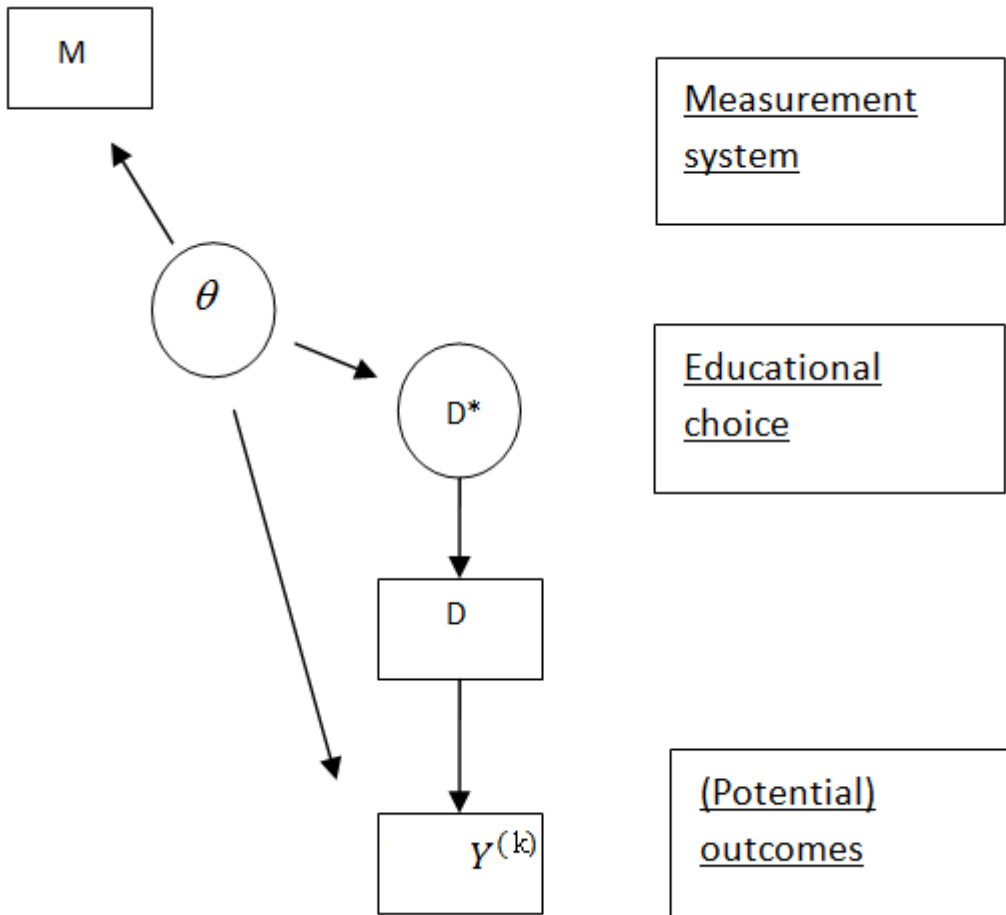 M
Measurement
system
θ
Educational
choice
D*
D
(Potential)
outcomes
Y^(k)